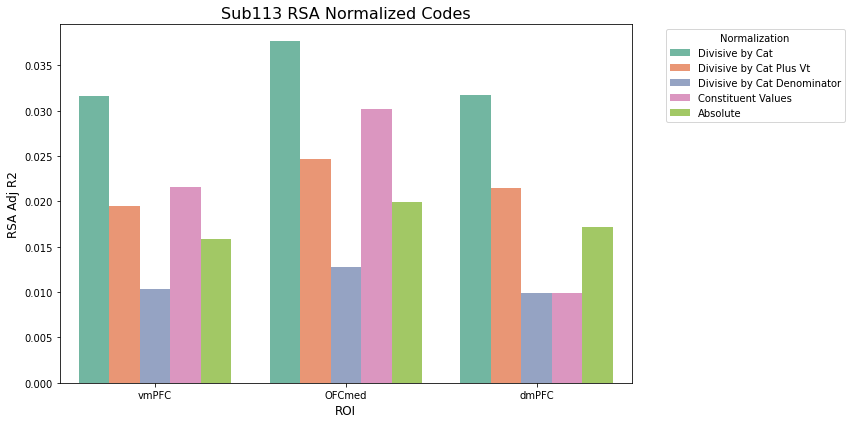 Sub113 RSA Normalized Codes
Normalization
Divisive by Cat
Divisive by Cat Plus Vt
Divisive by Cat Denominator
Constituent Values
Absolute
RSA Adj R2
0.035
0.030
0.025
0.020
0.015
0.010
0.005
0.000
vmPFC
OFCmed
dmPFC
ROI